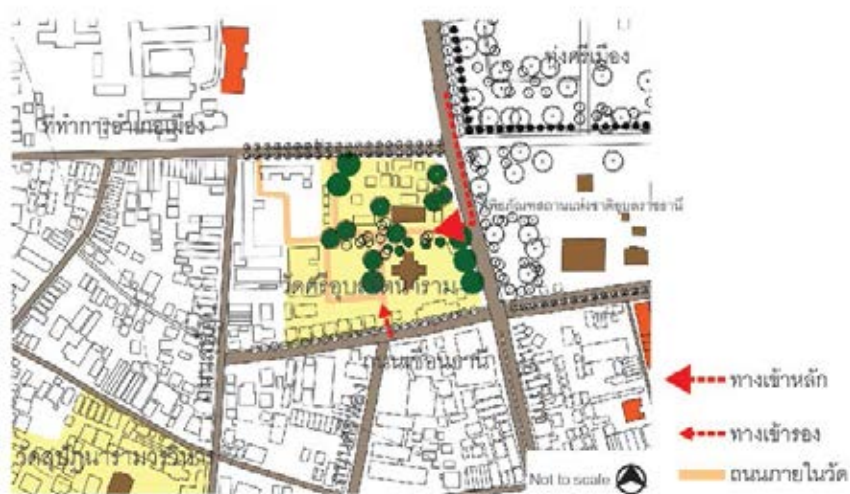 ทุ่งศรีเมือง
ที่ทำการอำเภอเมือง
พิพิธภัณฑสถานแห่งชาติอุบลราชธานี
วัดศรีอุบลรัตนาราม
ถนนเขื่อนธานี
วัดสุปัฏนารามวรวิหาร
Not to scale
ทางเข้าหลัก
ทางเข้ารอง
ถนนภายในวัด